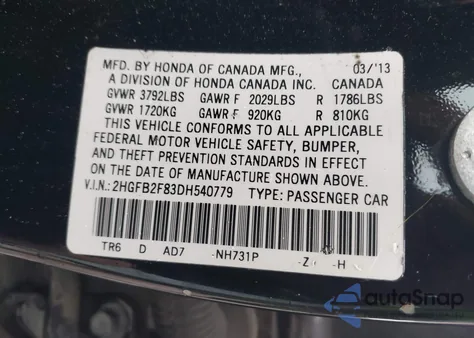 MFD. BY HONDA OF CANADA MFG., 03/'13
A DIVISION OF HONDA CANADA INC. CANADA
GVWR 3792LBS GAWR F 2029LBS R 1786LBS
GVWR 1720KG GAWR F 920KG R 810KG
THIS VEHICLE CONFORMS TO ALL APPLICABLE
FEDERAL MOTOR VEHICLE SAFETY, BUMPER,
AND THEFT PREVENTION STANDARDS IN EFFECT
ON THE DATE OF MANUFACTURE SHOWN ABOVE.
V.I.N.: 2HGFB2F83DH540779 TYPE: PASSENGER CAR
TR6 D AD7 -NH731P -Z -H
autoSnap